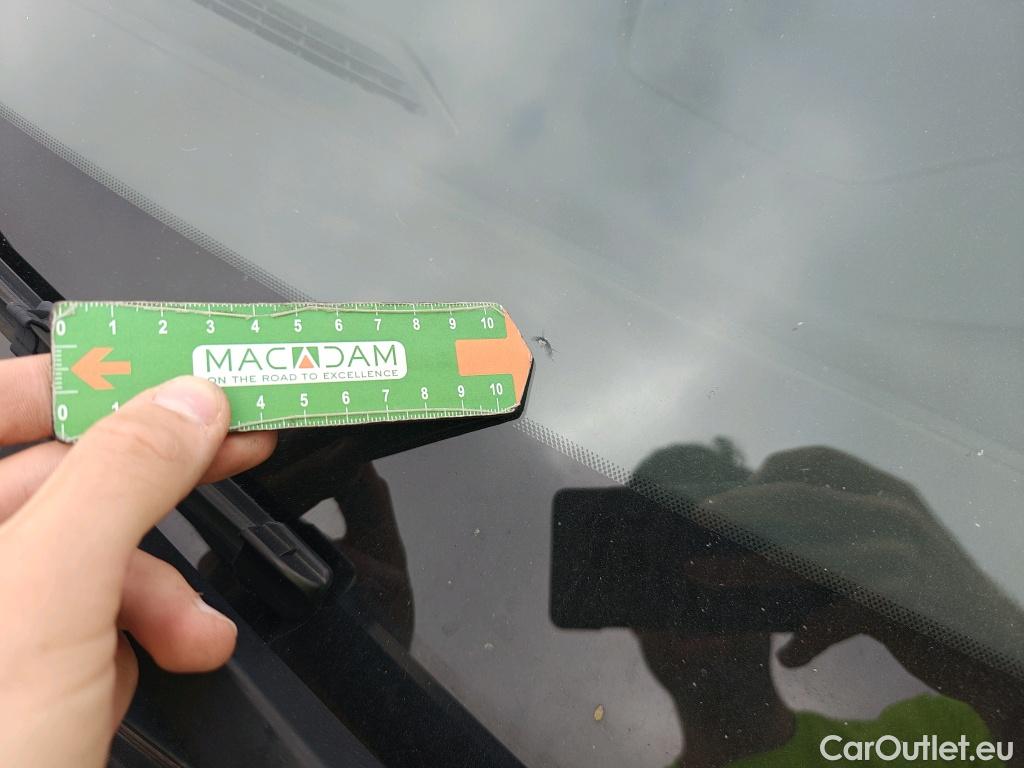 0 1 2 3 4 5 6 7 8 9 10
MACADAM
ON THE ROAD TO EXCELLENCE
0 1 4 5 6 7 8 9 10
CarOutlet.eu